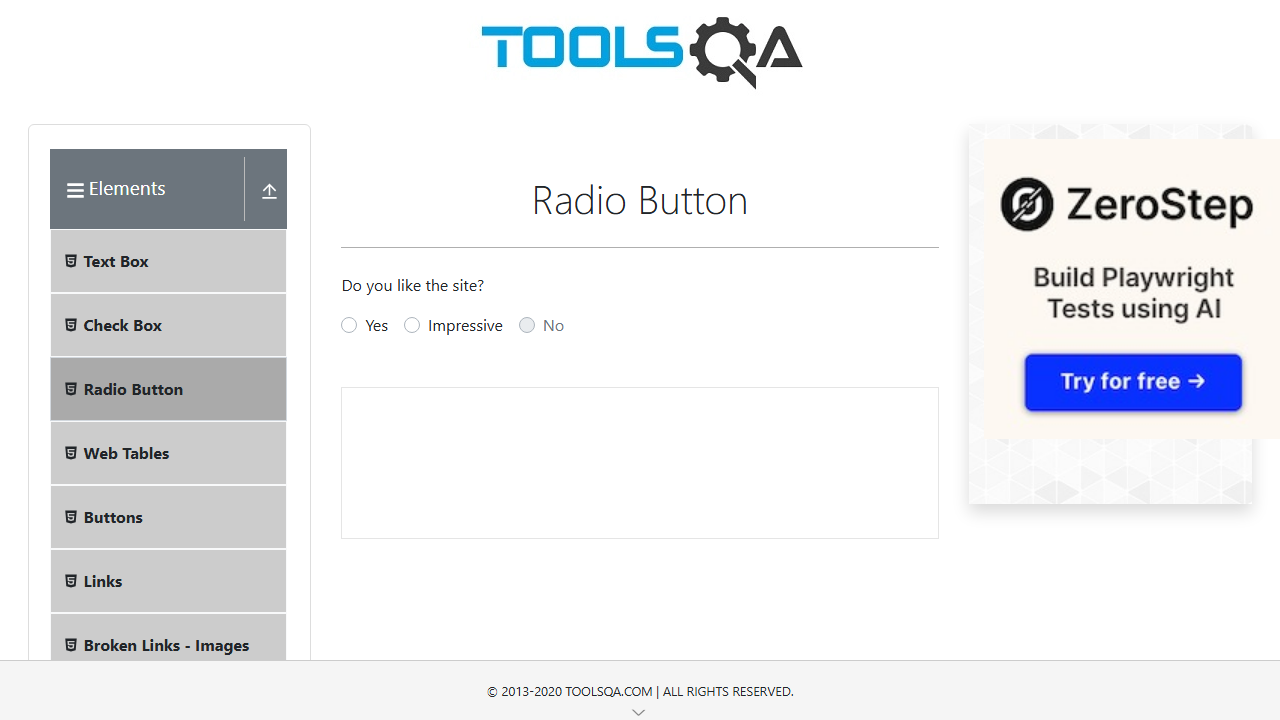 TOOLSQA
Elements
Text Box
Check Box
Radio Button
Web Tables
Buttons
Links
Broken Links - Images
Radio Button
Do you like the site?
Yes
Impressive
No
ZeroStep
Build Playwright
Tests using AI
Try for free →
© 2013-2020 TOOLSQA.COM | ALL RIGHTS RESERVED.